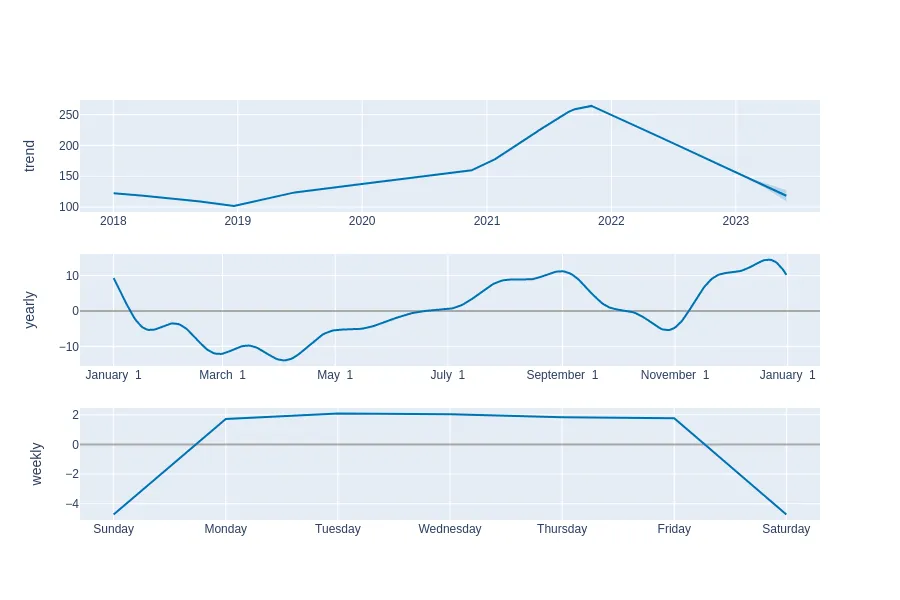 trend
250
200
150
100
2018 2019 2020 2021 2022 2023
yearly
10
0
−10
January 1 March 1 May 1 July 1 September 1 November 1 January 1
weekly
2
0
−2
−4
Sunday Monday Tuesday Wednesday Thursday Friday Saturday